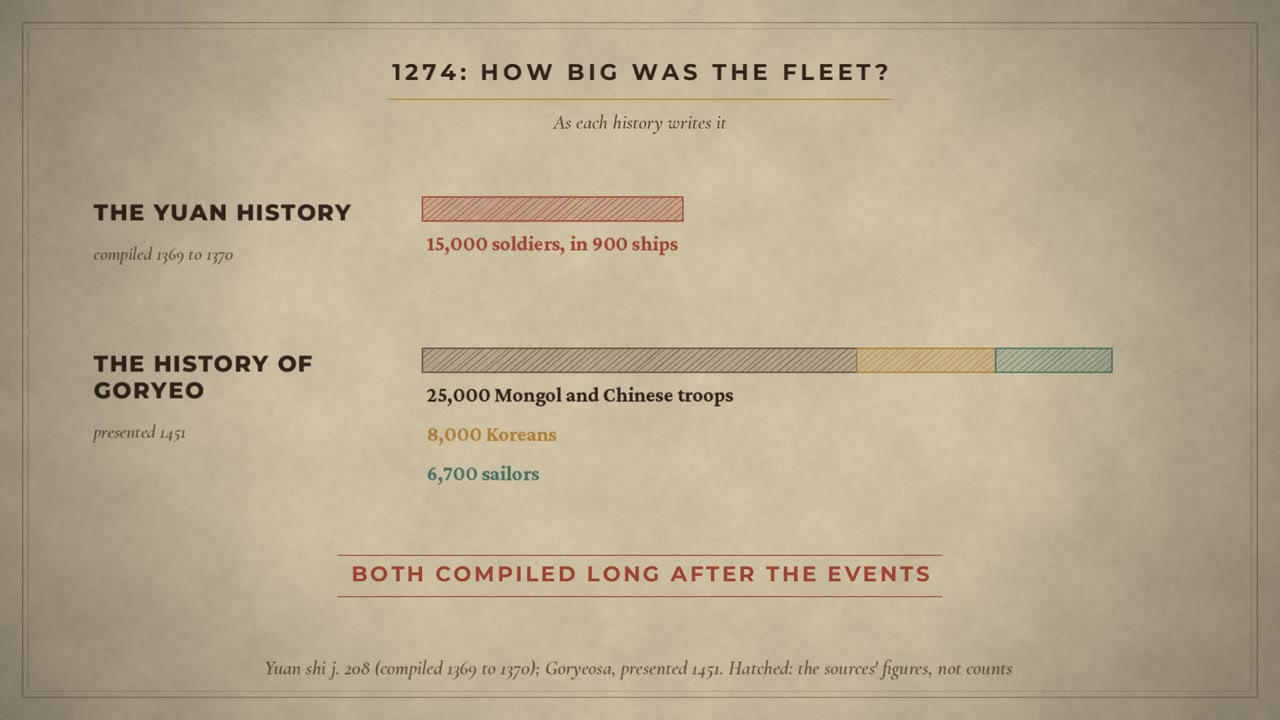 1274: HOW BIG WAS THE FLEET?
As each history writes it
THE YUAN HISTORY
compiled 1369 to 1370
15,000 soldiers, in 900 ships
THE HISTORY OF
GORYEO
presented 1451
25,000 Mongol and Chinese troops
8,000 Koreans
6,700 sailors
BOTH COMPILED LONG AFTER THE EVENTS
Yuan shi j. 208 (compiled 1369 to 1370); Goryeosa, presented 1451. Hatched: the sources' figures, not counts